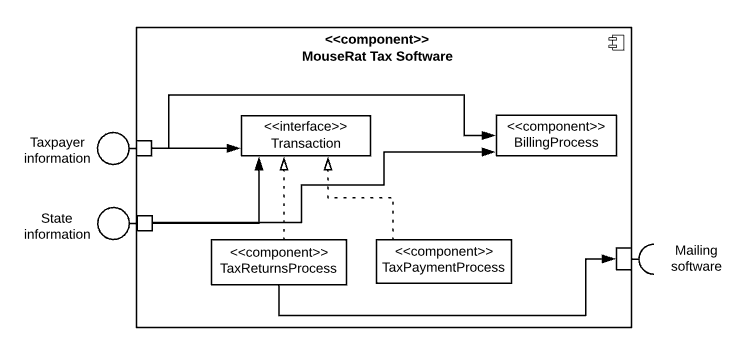 <<component>>
MouseRat Tax Software
Taxpayer
information
<<interface>>
Transaction
<<component>>
BillingProcess
State
information
<<component>>
TaxReturnsProcess
<<component>>
TaxPaymentProcess
Mailing
software